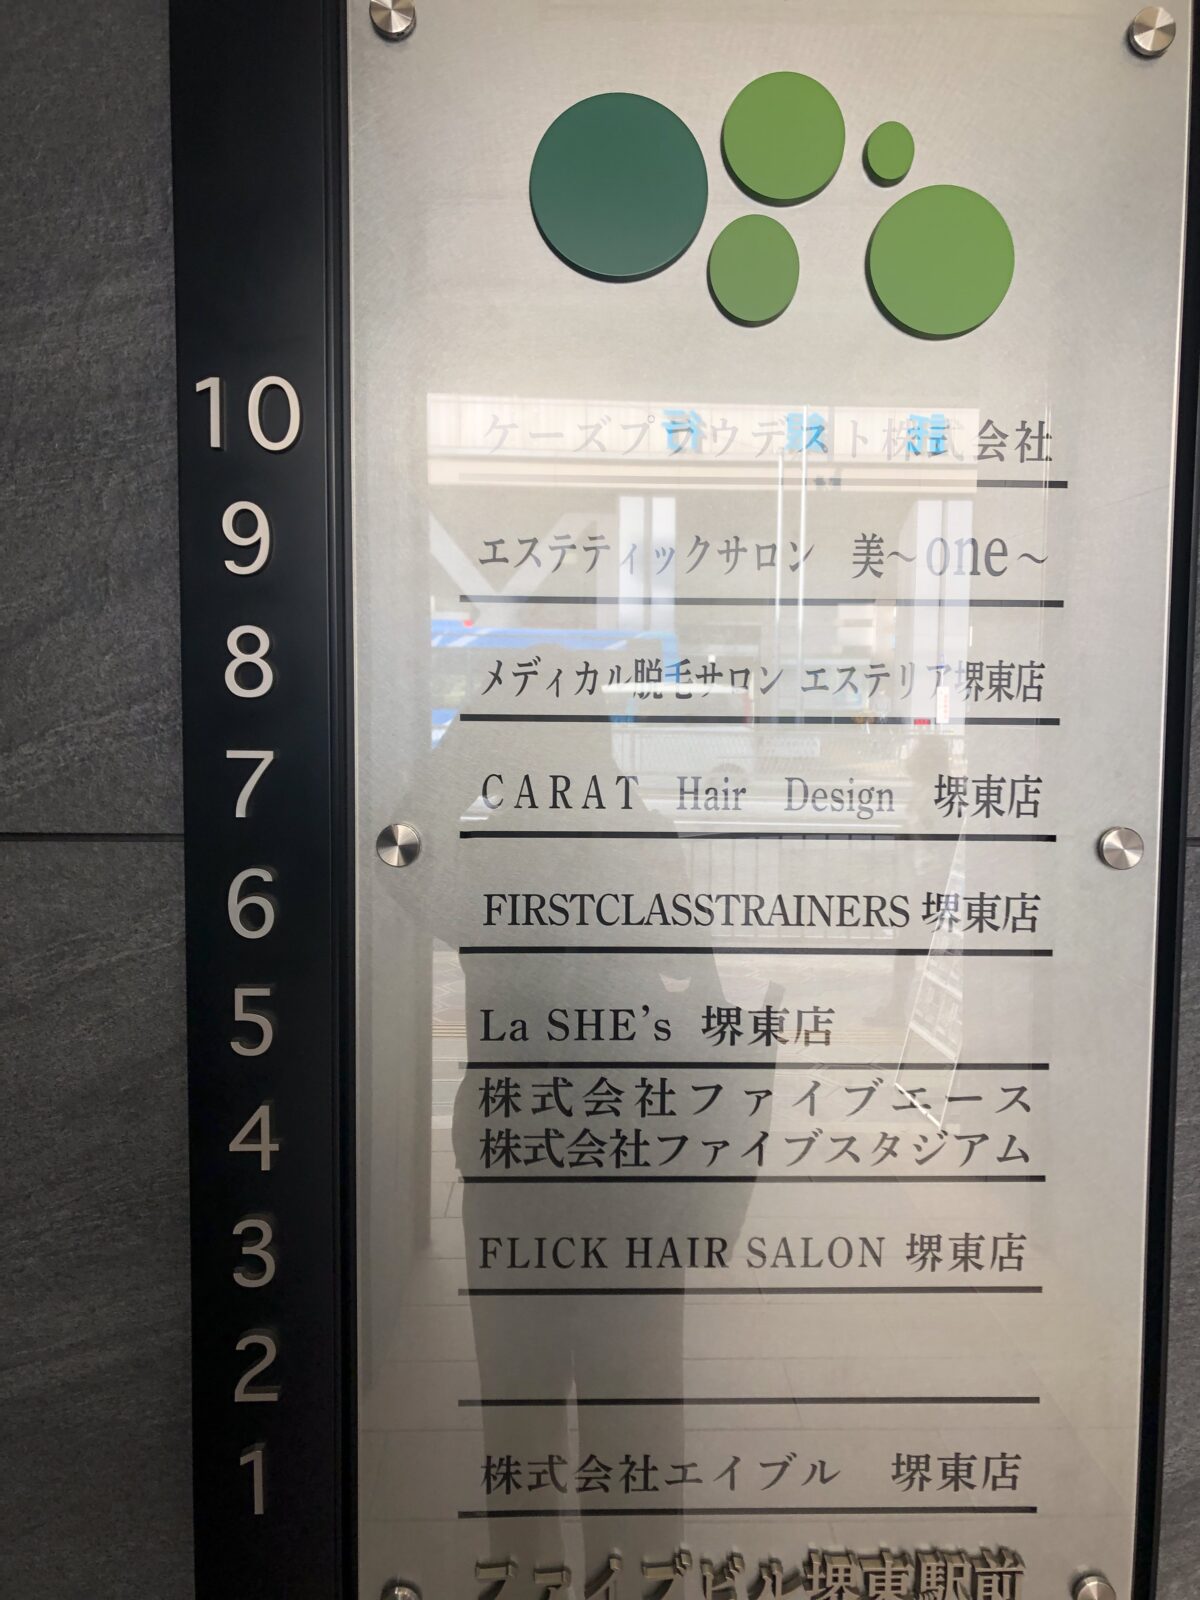 10 ケーズプラウデスト株式会社
9 エステティックサロン 美~one~
8 メディカル脱毛サロン エステリア堺東店
7 CARAT Hair Design 堺東店
6 FIRSTCLASSTRAINERS 堺東店
5 La SHE's 堺東店
4 株式会社ファイブエース
株式会社ファイブスタジアム
3 FLICK HAIR SALON 堺東店
2
1 株式会社エイブル 堺東店
ファイブビル堺東駅前